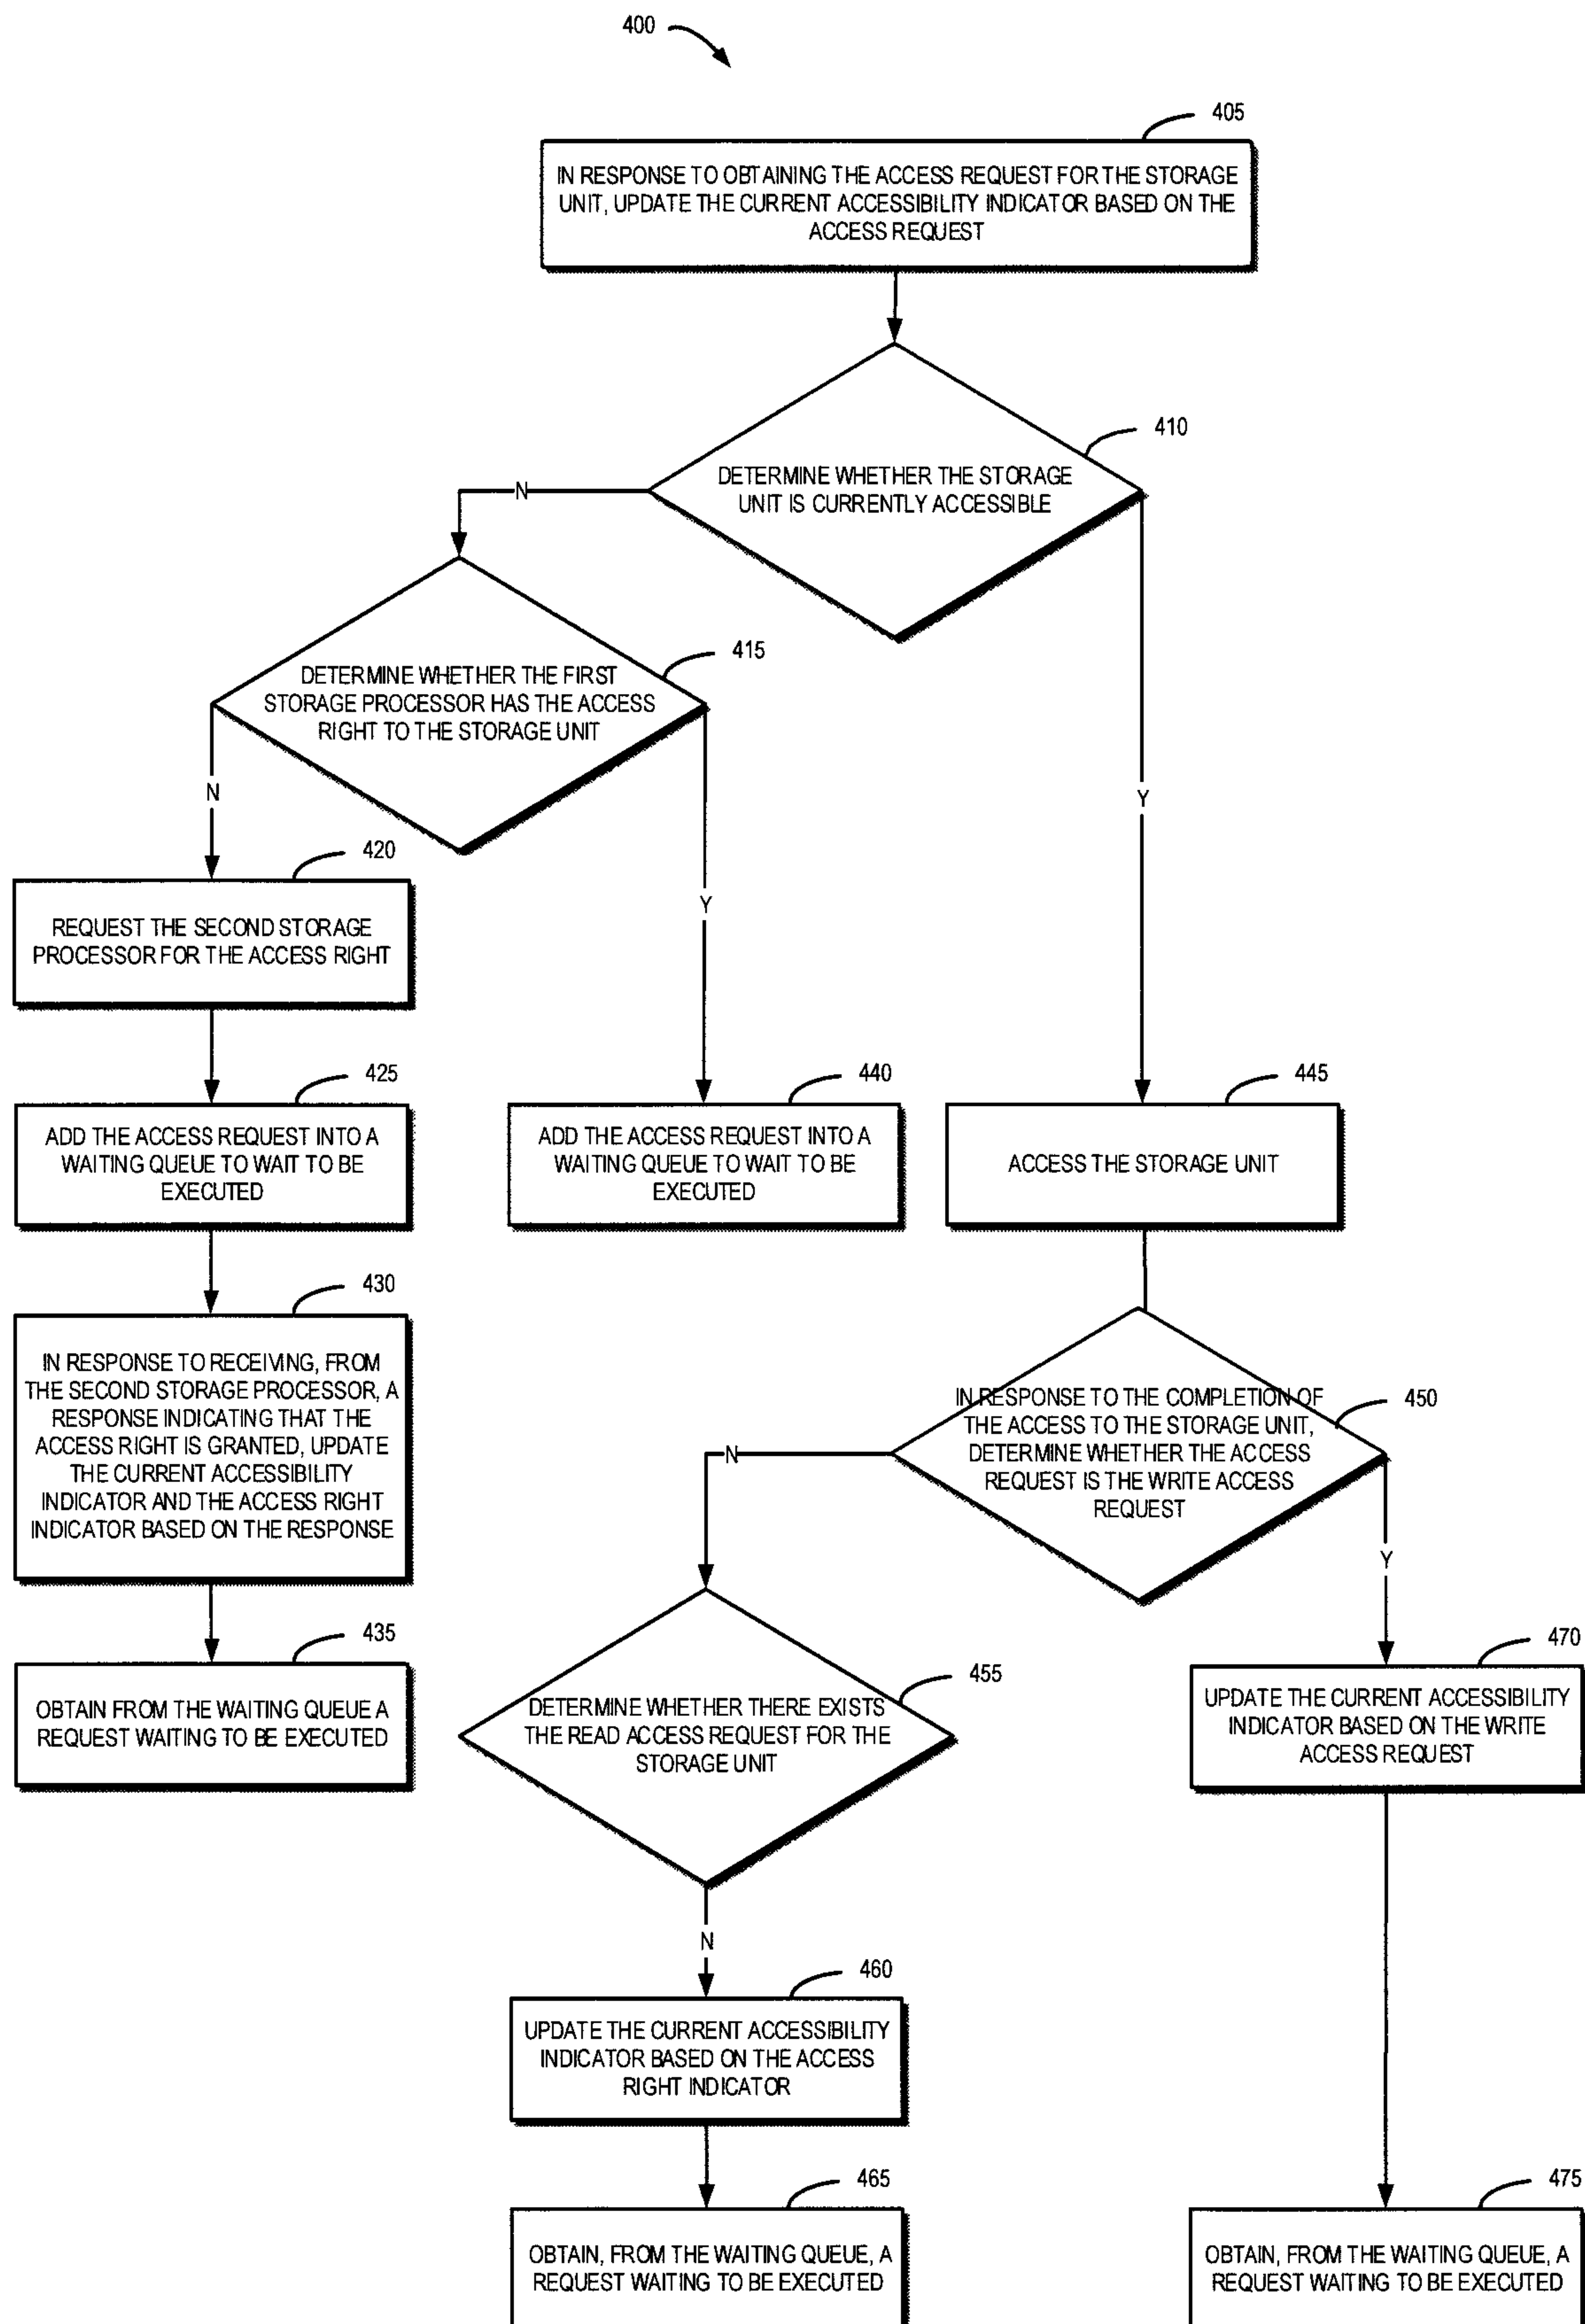 400
405
IN RESPONSE TO OBTAINING THE ACCESS REQUEST FOR THE STORAGE
UNIT, UPDATE THE CURRENT ACCESSIBILITY INDICATOR BASED ON THE
ACCESS REQUEST
410
DETERMINE WHETHER THE STORAGE
UNIT IS CURRENTLY ACCESSIBLE
N
415
DETERMINE WHETHER THE FIRST
STORAGE PROCESSOR HAS THE ACCESS
RIGHT TO THE STORAGE UNIT
N
Y
Y
420
REQUEST THE SECOND STORAGE
PROCESSOR FOR THE ACCESS RIGHT
425
ADD THE ACCESS REQUEST INTO A
WAITING QUEUE TO WAIT TO BE
EXECUTED
440
ADD THE ACCESS REQUEST INTO A
WAITING QUEUE TO WAIT TO BE
EXECUTED
445
ACCESS THE STORAGE UNIT
430
IN RESPONSE TO RECEIVING, FROM
THE SECOND STORAGE PROCESSOR, A
RESPONSE INDICATING THAT THE
ACCESS RIGHT IS GRANTED, UPDATE
THE CURRENT ACCESSIBILITY
INDICATOR AND THE ACCESS RIGHT
INDICATOR BASED ON THE RESPONSE
450
IN RESPONSE TO THE COMPLETION OF
THE ACCESS TO THE STORAGE UNIT,
DETERMINE WHETHER THE ACCESS
REQUEST IS THE WRITE ACCESS
REQUEST
N
Y
435
OBTAIN FROM THE WAITING QUEUE A
REQUEST WAITING TO BE EXECUTED
455
DETERMINE WHETHER THERE EXISTS
THE READ ACCESS REQUEST FOR THE
STORAGE UNIT
470
UPDATE THE CURRENT ACCESSIBILITY
INDICATOR BASED ON THE WRITE
ACCESS REQUEST
N
460
UPDATE THE CURRENT ACCESSIBILITY
INDICATOR BASED ON THE ACCESS
RIGHT INDICATOR
465
OBTAIN, FROM THE WAITING QUEUE, A
REQUEST WAITING TO BE EXECUTED
475
OBTAIN, FROM THE WAITING QUEUE, A
REQUEST WAITING TO BE EXECUTED